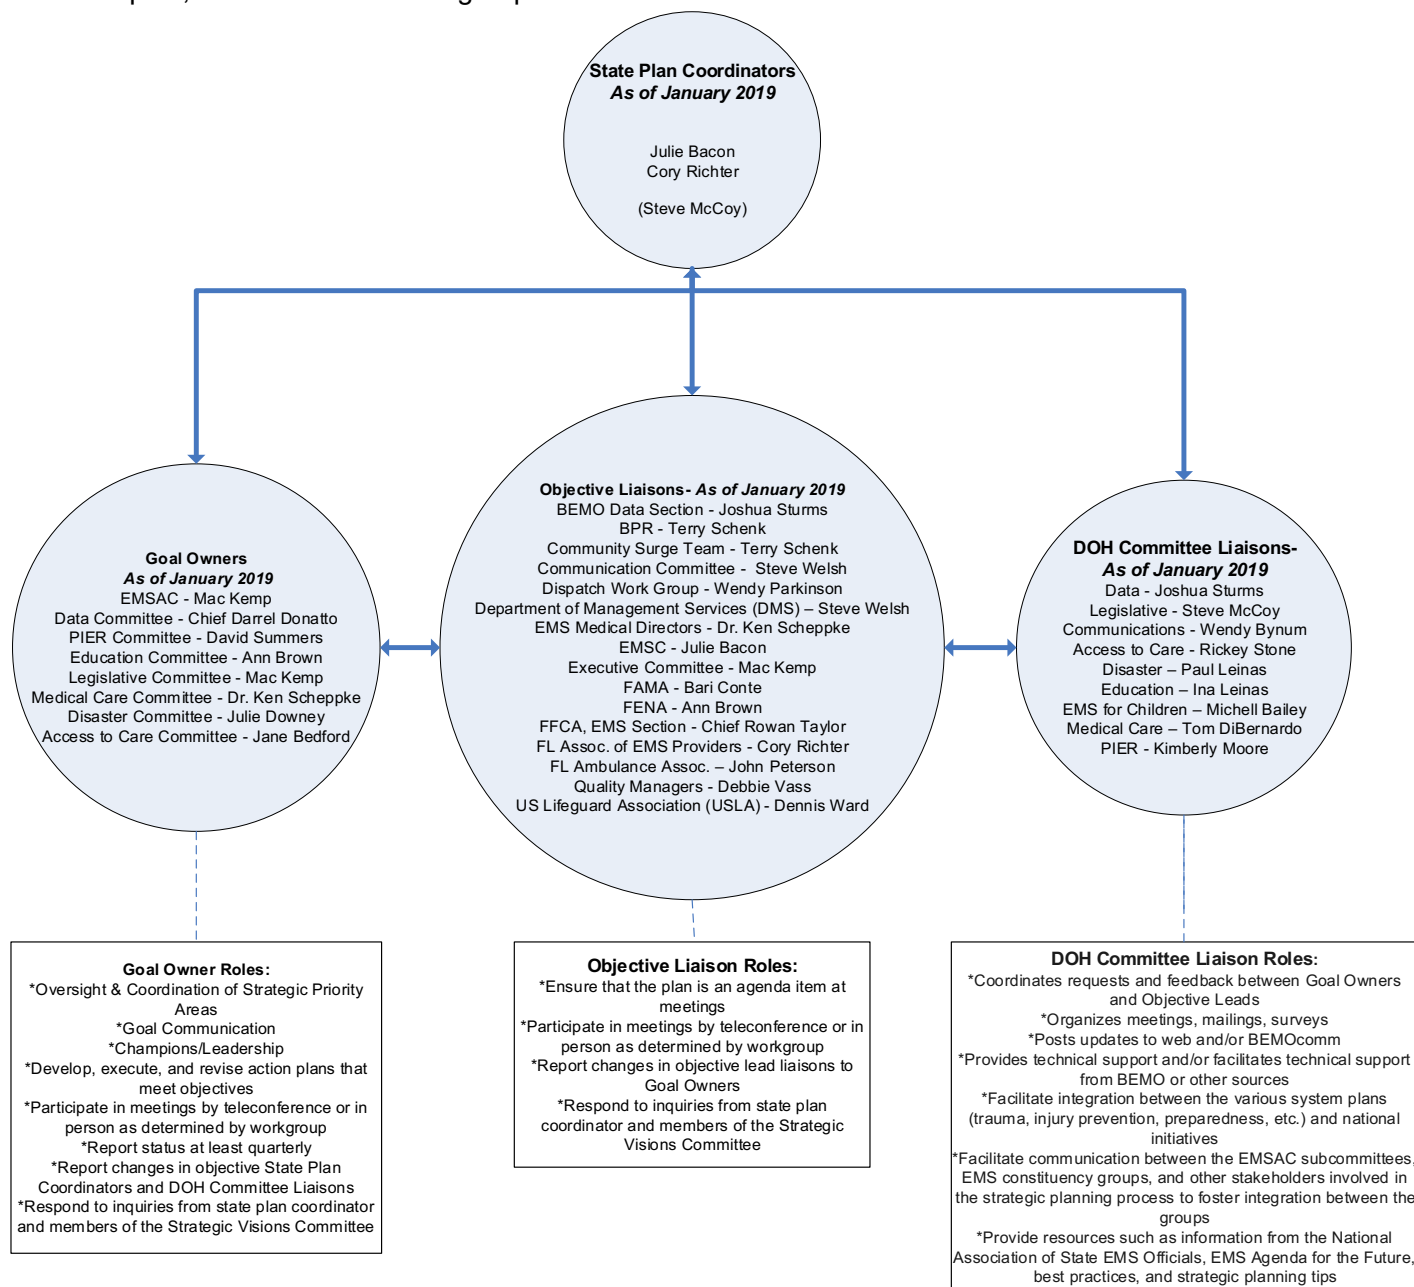 State Plan Coordinators
As of January 2019
Julie Bacon
Cory Richter
(Steve McCoy)
Goal Owners
As of January 2019
EMSAC - Mac Kemp
Data Committee - Chief Darrel Donatto
PIER Committee - David Summers
Education Committee - Ann Brown
Legislative Committee - Mac Kemp
Medical Care Committee - Dr. Ken Scheppke
Disaster Committee - Julie Downey
Access to Care Committee - Jane Bedford
Objective Liaisons- As of January 2019
BEMO Data Section - Joshua Sturms
BPR - Terry Schenk
Community Surge Team - Terry Schenk
Communication Committee - Steve Welsh
Dispatch Work Group - Wendy Parkinson
Department of Management Services (DMS) – Steve Welsh
EMS Medical Directors - Dr. Ken Scheppke
EMSC - Julie Bacon
Executive Committee - Mac Kemp
FAMA - Bari Conte
FENA - Ann Brown
FFCA, EMS Section - Chief Rowan Taylor
FL Assoc. of EMS Providers - Cory Richter
FL Ambulance Assoc. – John Peterson
Quality Managers - Debbie Vass
US Lifeguard Association (USLA) - Dennis Ward
DOH Committee Liaisons-
As of January 2019
Data - Joshua Sturms
Legislative - Steve McCoy
Communications - Wendy Bynum
Access to Care - Rickey Stone
Disaster – Paul Leinas
Education – Ina Leinas
EMS for Children – Michell Bailey
Medical Care – Tom DiBernardo
PIER - Kimberly Moore
Goal Owner Roles:
*Oversight & Coordination of Strategic Priority
Areas
*Goal Communication
*Champions/Leadership
*Develop, execute, and revise action plans that
meet objectives
*Participate in meetings by teleconference or in
person as determined by workgroup
*Report status at least quarterly
*Report changes in objective State Plan
Coordinators and DOH Committee Liaisons
*Respond to inquiries from state plan coordinator
and members of the Strategic Visions Committee
Objective Liaison Roles:
*Ensure that the plan is an agenda item at
meetings
*Participate in meetings by teleconference or in
person as determined by workgroup
*Report changes in objective lead liaisons to
Goal Owners
*Respond to inquiries from state plan
coordinator and members of the Strategic
Visions Committee
DOH Committee Liaison Roles:
*Coordinates requests and feedback between Goal Owners
and Objective Leads
*Organizes meetings, mailings, surveys
*Posts updates to web and/or BEMOcomm
*Provides technical support and/or facilitates technical support
from BEMO or other sources
*Facilitate integration between the various system plans
(trauma, injury prevention, preparedness, etc.) and national
initiatives
*Facilitate communication between the EMSAC subcommittees,
EMS constituency groups, and other stakeholders involved in
the strategic planning process to foster integration between the
groups
*Provide resources such as information from the National
Association of State EMS Officials, EMS Agenda for the Future,
best practices, and strategic planning tips